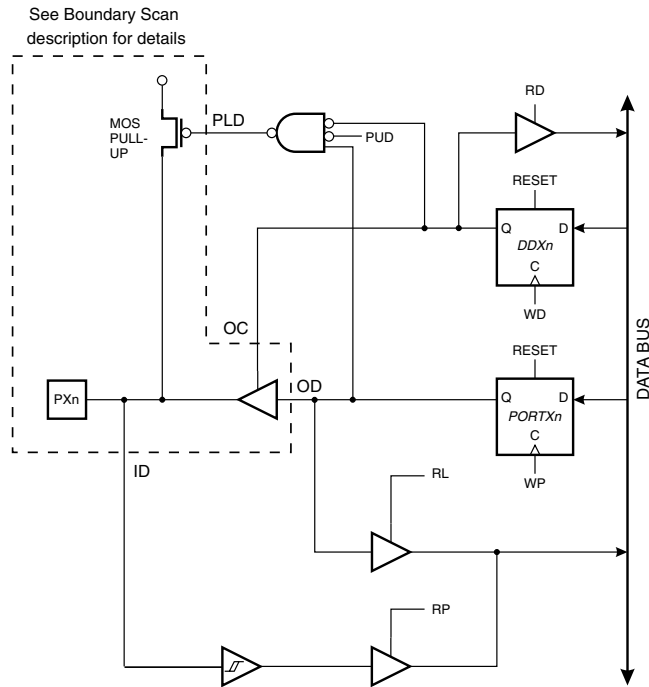 See Boundary Scan
description for details
RD
PLD
MOS
PULL-
UP
PUD
RESET
Q
D
DDXn
C
WD
OC
OD
RESET
Q
D
PXn
PORTXn
C
WP
DATA BUS
ID
RL
RP